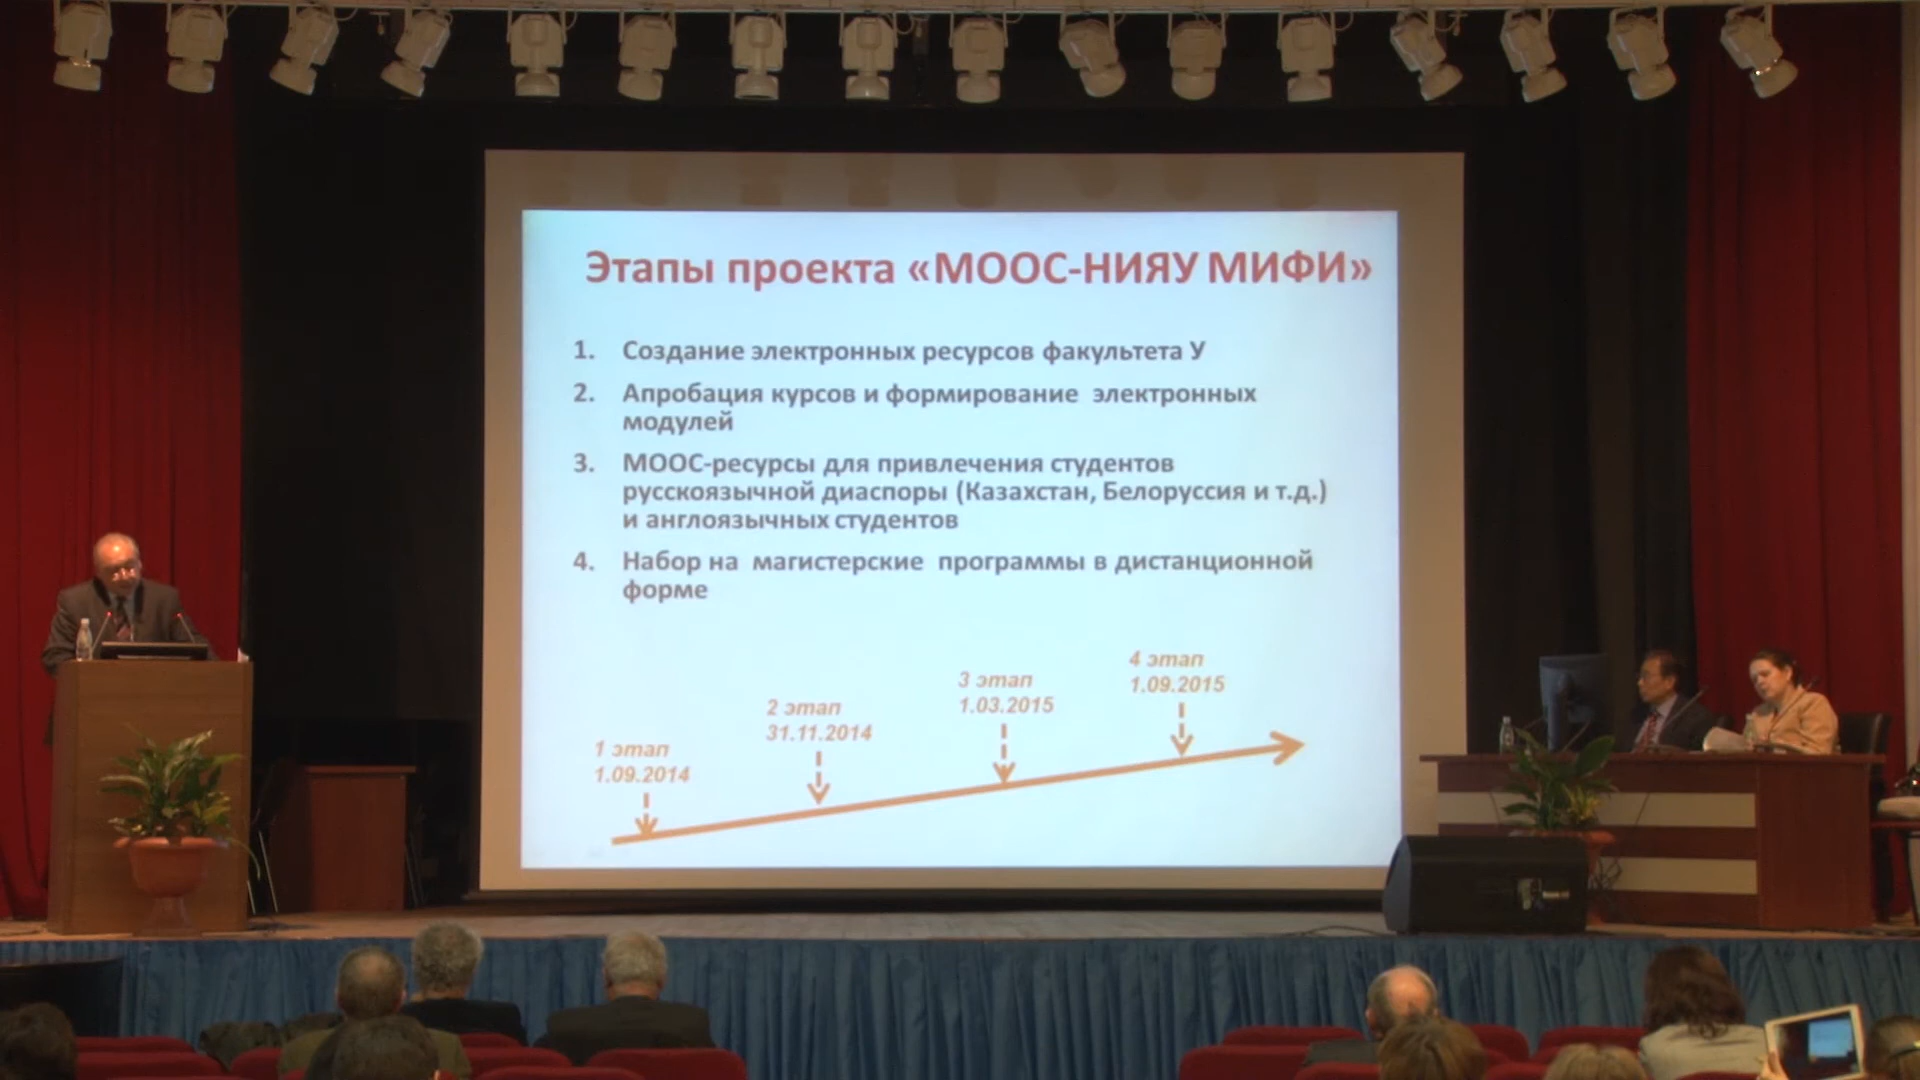 Этапы проекта «МООС-НИЯУ МИФИ»
1. Создание электронных ресурсов факультета У
2. Апробация курсов и формирование электронных
модулей
3. МООС-ресурсы для привлечения студентов
русскоязычной диаспоры (Казахстан, Белоруссия и т.д.)
и англоязычных студентов
4. Набор на магистерские программы в дистанционной
форме
1 этап
1.09.2014
2 этап
31.11.2014
3 этап
1.03.2015
4 этап
1.09.2015